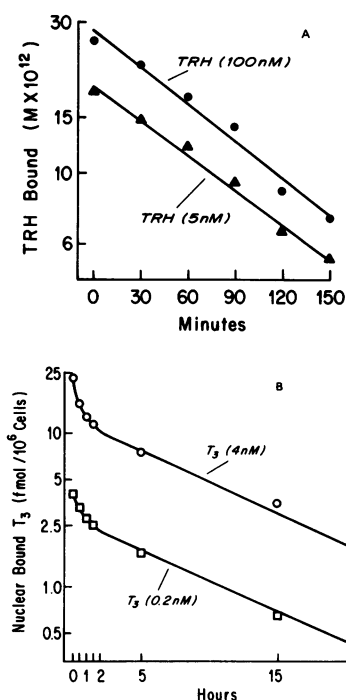 A
30
15
10
6
TRH Bound (M X 10¹²)
TRH (100nM)
TRH (5nM)
0 30 60 90 120 150
Minutes
B
25
10
5
2.5
1.0
0.5
Nuclear Bound T₃ (fmol/10⁶ Cells)
T₃ (4nM)
T₃ (0.2nM)
0 1 2 5 15
Hours